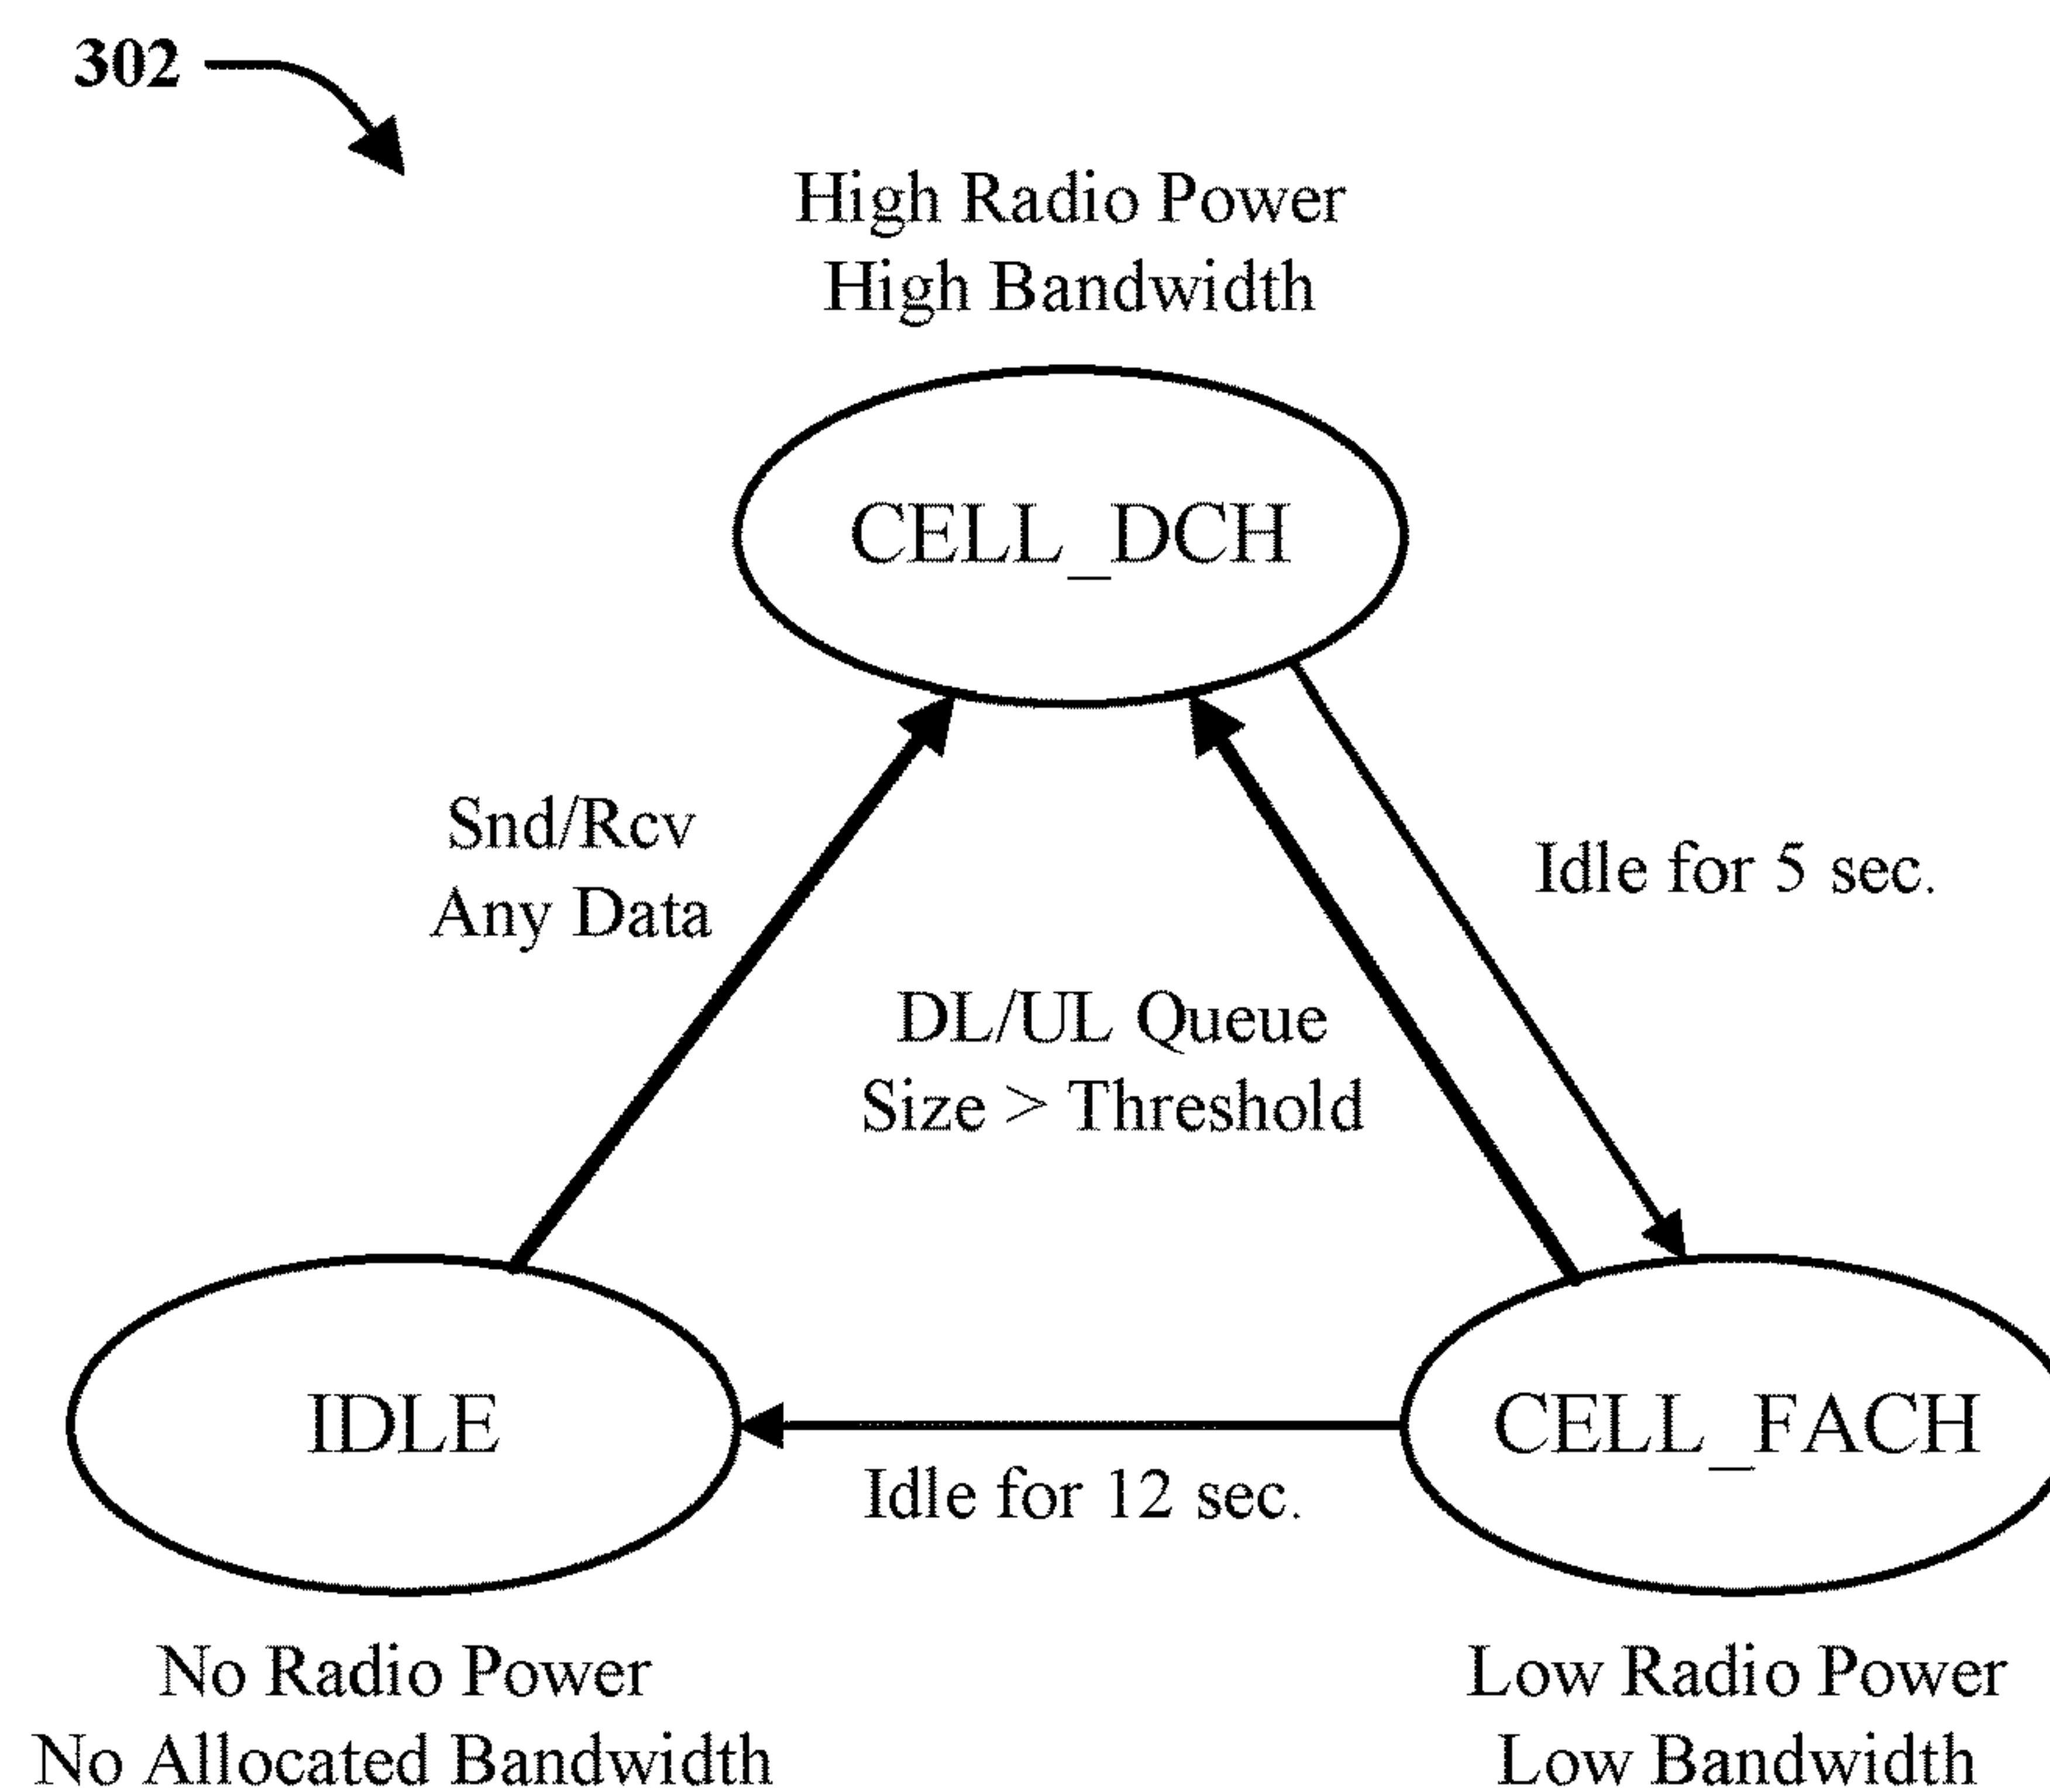 302
High Radio Power
High Bandwidth
CELL_DCH
Snd/Rcv
Any Data
Idle for 5 sec.
DL/UL Queue
Size > Threshold
IDLE
CELL_FACH
Idle for 12 sec.
No Radio Power
No Allocated Bandwidth
Low Radio Power
Low Bandwidth